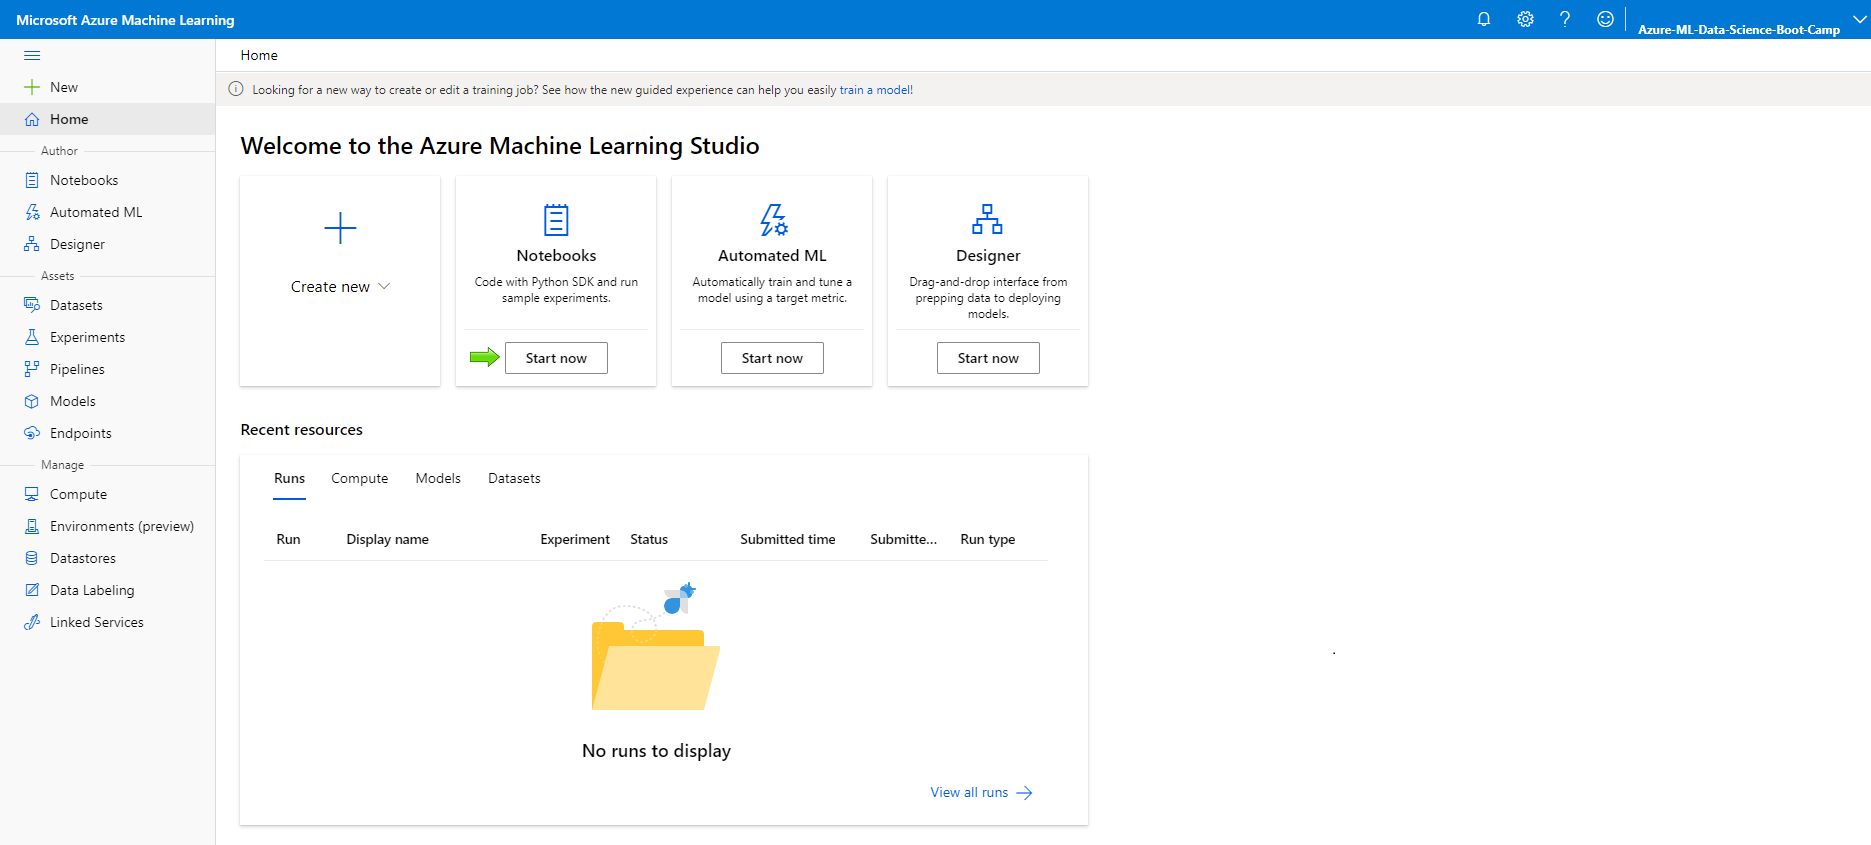 Microsoft Azure Machine Learning
Azure-ML-Data-Science-Boot-Camp
New
Home
Author
Notebooks
Automated ML
Designer
Assets
Datasets
Experiments
Pipelines
Models
Endpoints
Manage
Compute
Environments (preview)
Datastores
Data Labeling
Linked Services
Home
Looking for a new way to create or edit a training job? See how the new guided experience can help you easily train a model!
Welcome to the Azure Machine Learning Studio
Create new
Notebooks
Code with Python SDK and run
sample experiments.
Start now
Automated ML
Automatically train and tune a
model using a target metric.
Start now
Designer
Drag-and-drop interface from
prepping data to deploying
models.
Start now
Recent resources
Runs Compute Models Datasets
Run Display name Experiment Status Submitted time Submitte... Run type
No runs to display
View all runs